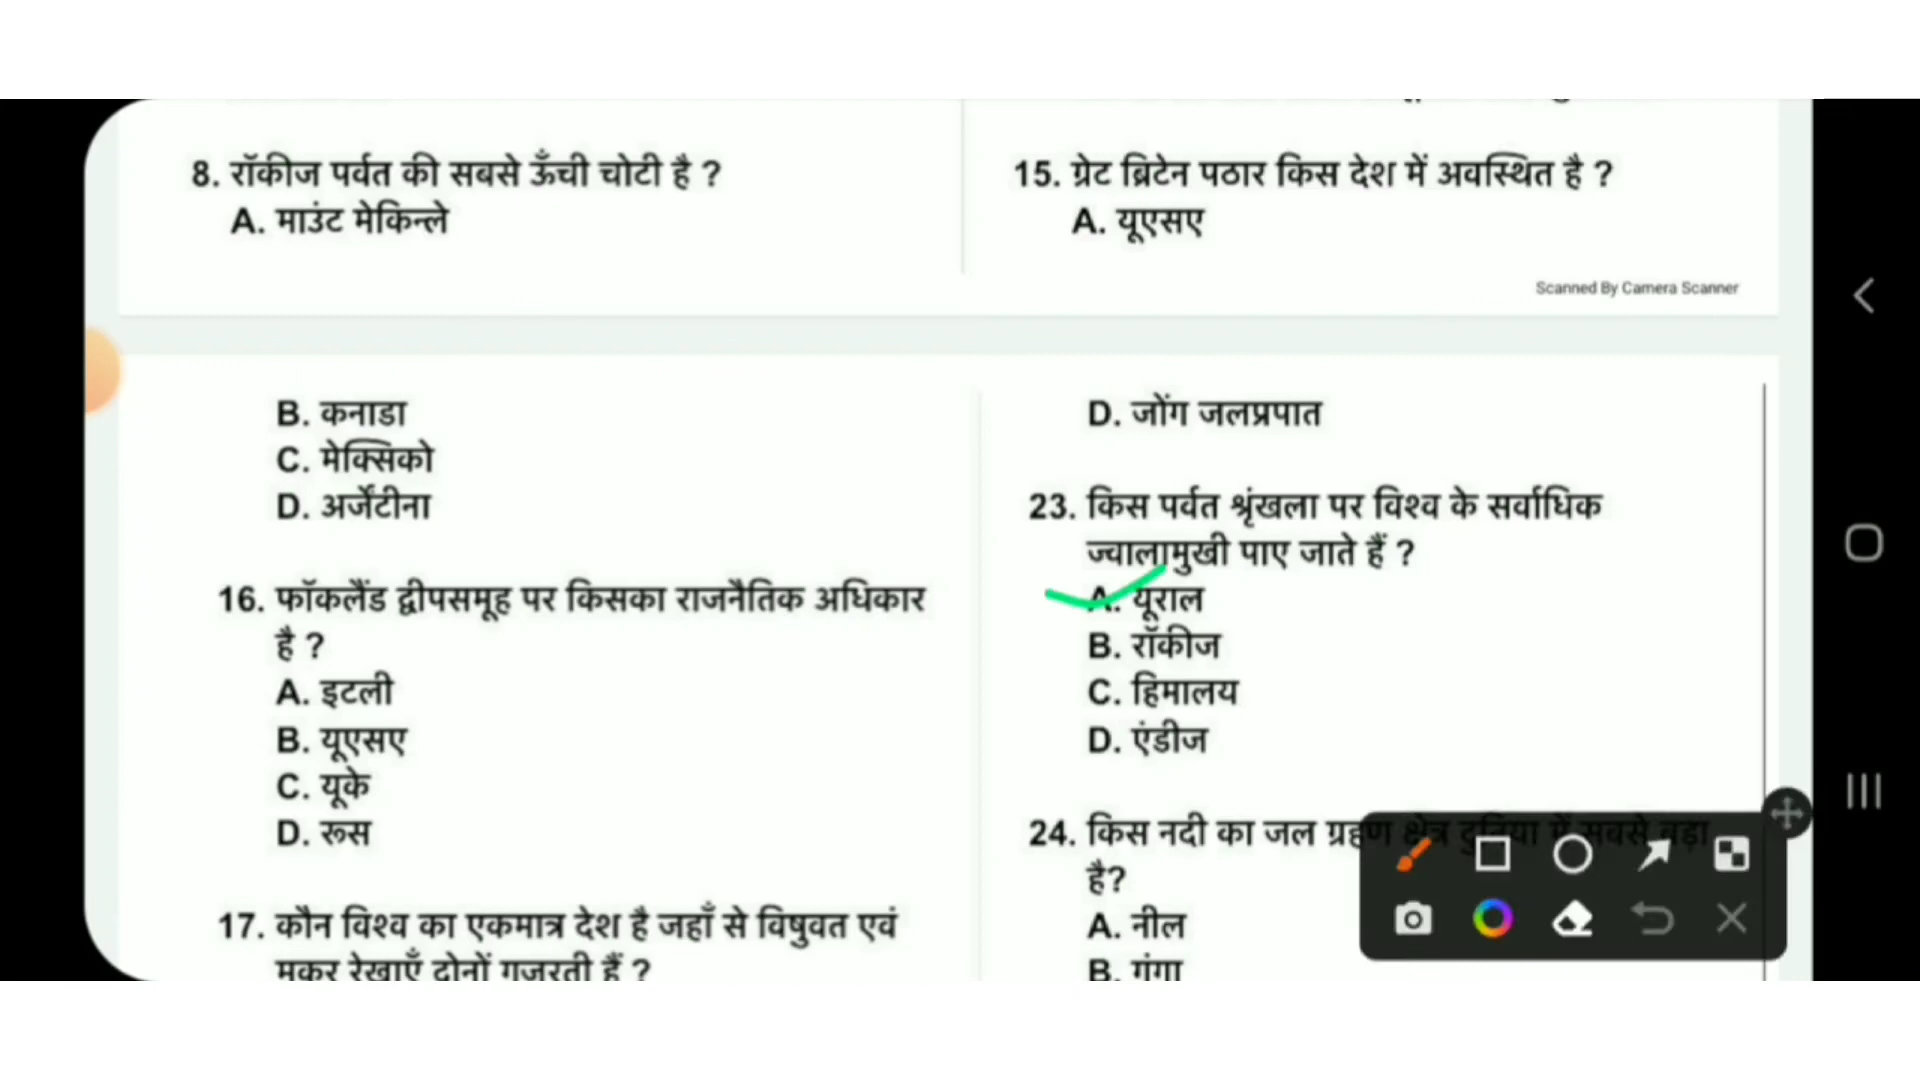 8. रॉकीज पर्वत की सबसे ऊँची चोटी है ?
A. माउंट मेकिन्ले
15. ग्रेट ब्रिटेन पठार किस देश में अवस्थित है ?
A. यूएसए
Scanned By Camera Scanner
B. कनाडा
C. मेक्सिको
D. अर्जेंटीना
16. फॉकलैंड द्वीपसमूह पर किसका राजनैतिक अधिकार
है ?
A. इटली
B. यूएसए
C. यूके
D. रूस
17. कौन विश्व का एकमात्र देश है जहाँ से विषुवत एवं
मकर रेखाएँ दोनों गुजरती हैं ?
D. जोंग जलप्रपात
23. किस पर्वत श्रृंखला पर विश्व के सर्वाधिक
ज्वालामुखी पाए जाते हैं ?
A. यूराल
B. रॉकीज
C. हिमालय
D. एंडीज
24. किस नदी का जल ग्रहण क्षेत्र दुनिया में सबसे बड़ा
है?
A. नील
B. गंगा